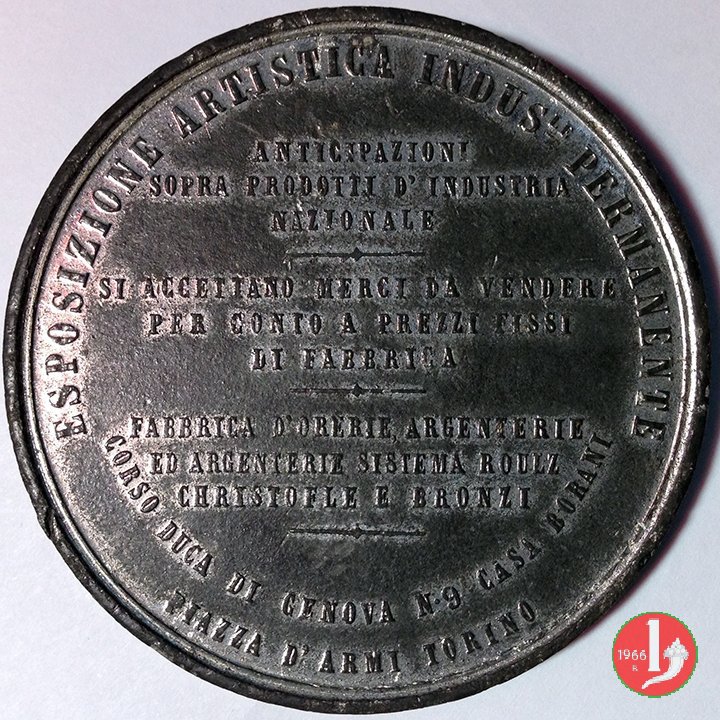 ESPOSIZIONE ARTISTICA INDUS.LE PERMANENTE
ANTICIPAZIONI
SOPRA PRODOTTI D'INDUSTRIA
NAZIONALE
SI ACCETTANO MERCI DA VENDERE
PER CONTO A PREZZI FISSI
DI FABBRICA
FABBRICA D'ORERIE, ARGENTERIE
ED ARGENTERIE SISTEMA ROULZ
CHRISTOFLE E BRONZI
CORSO DUCA DI GENOVA N.9 CASA BORANI
PIAZZA D'ARMI TORINO
1966 1
R